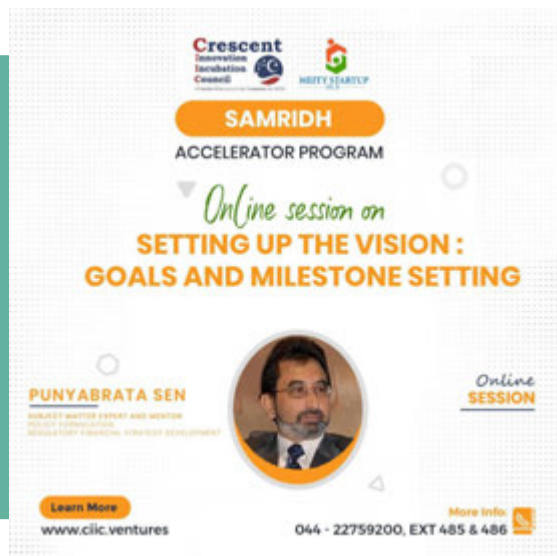 Crescent
Innovation
Incubation
Council
MEITY STARTUP
SAMRIDH
ACCELERATOR PROGRAM
Online session on
SETTING UP THE VISION :
GOALS AND MILESTONE SETTING
PUNYABRATA SEN
SUBJECT MATTER EXPERT AND MENTOR
POLICY FORMULATION
REGULATORY FINANCIAL STRATEGY DEVELOPMENT
Online
SESSION
Learn More
www.ciic.ventures
More Info:
044 - 22759200, EXT 485 & 486